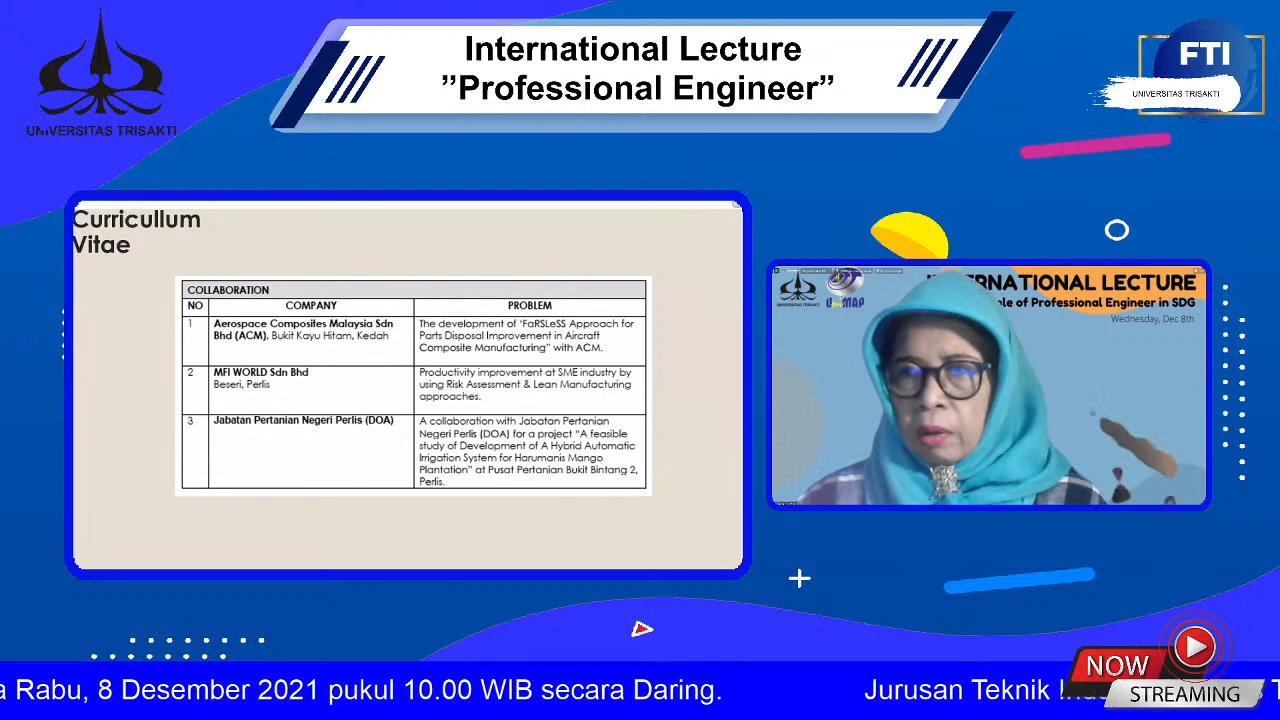 International Lecture
”Professional Engineer”
UNIVERSITAS TRISAKTI
FTI
UNIVERSITAS TRISAKTI
Curricullum
Vitae
COLLABORATION
NO COMPANY PROBLEM
1 Aerospace Composites Malaysia Sdn
Bhd (ACM), Bukit Kayu Hitam, Kedah
The development of ‘FaRSLeSS Approach for
Parts Disposal Improvement in Aircraft
Composite Manufacturing” with ACM.
2 MFI WORLD Sdn Bhd
Beseri, Perlis
Productivity improvement at SME industry by
using Risk Assessment & Lean Manufacturing
approaches.
3 Jabatan Pertanian Negeri Perlis (DOA)
A collaboration with Jabatan Pertanian
Negeri Perlis (DOA) for a project “A feasible
study of Development of A Hybrid Automatic
Irrigation System for Harumanis Mango
Plantation” at Pusat Pertanian Bukit Bintang 2,
Perlis.
ERNATIONAL LECTURE
le of Professional Engineer in SDG
Wednesday, Dec 8th
UniMAP
a Rabu, 8 Desember 2021 pukul 10.00 WIB secara Daring.
Jurusan Teknik
NOW
STREAMING